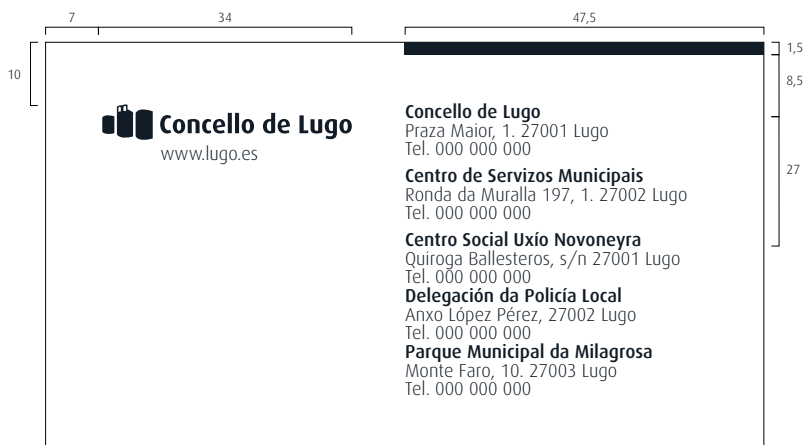 7
34
47,5
10
1,5
8,5
27
Concello de Lugo
www.lugo.es
Concello de Lugo
Praza Maior, 1. 27001 Lugo
Tel. 000 000 000
Centro de Servizos Municipais
Ronda da Muralla 197, 1. 27002 Lugo
Tel. 000 000 000
Centro Social Uxío Novoneyra
Quiroga Ballesteros, s/n 27001 Lugo
Tel. 000 000 000
Delegación da Policía Local
Anxo López Pérez, 27002 Lugo
Tel. 000 000 000
Parque Municipal da Milagrosa
Monte Faro, 10. 27003 Lugo
Tel. 000 000 000